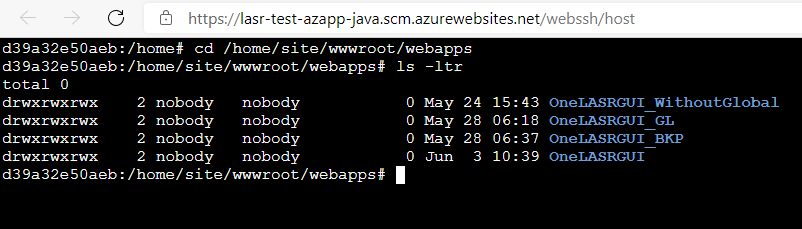 https://lasr-test-azapp-java.scm.azurewebsites.net/webssh/host
d39a32e50aeb:/home# cd /home/site/wwwroot/webapps
d39a32e50aeb:/home/site/wwwroot/webapps# ls -ltr
total 0
drwxrwxrwx    2 nobody   nobody           0 May 24 15:43 OneLASRGUI_WithoutGlobal
drwxrwxrwx    2 nobody   nobody           0 May 28 06:18 OneLASRGUI_GL
drwxrwxrwx    2 nobody   nobody           0 May 28 06:37 OneLASRGUI_BKP
drwxrwxrwx    2 nobody   nobody           0 Jun  3 10:39 OneLASRGUI
d39a32e50aeb:/home/site/wwwroot/webapps#